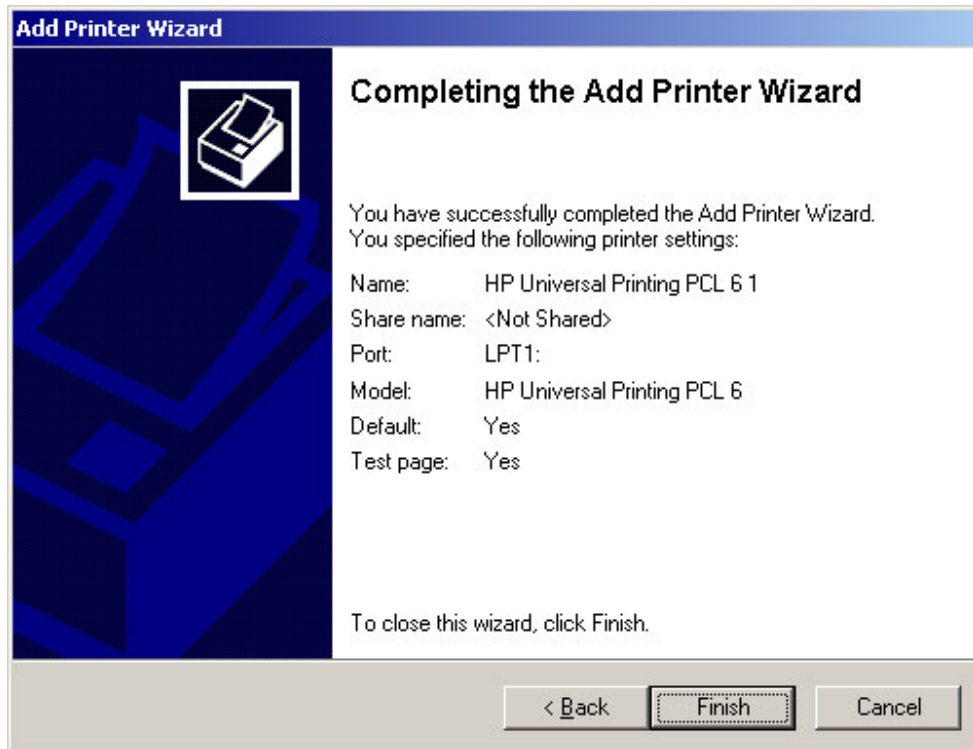 Add Printer Wizard
Completing the Add Printer Wizard
You have successfully completed the Add Printer Wizard.
You specified the following printer settings:
Name: HP Universal Printing PCL 6 1
Share name: <Not Shared>
Port: LPT1:
Model: HP Universal Printing PCL 6
Default: Yes
Test page: Yes
To close this wizard, click Finish.
< Back Finish Cancel